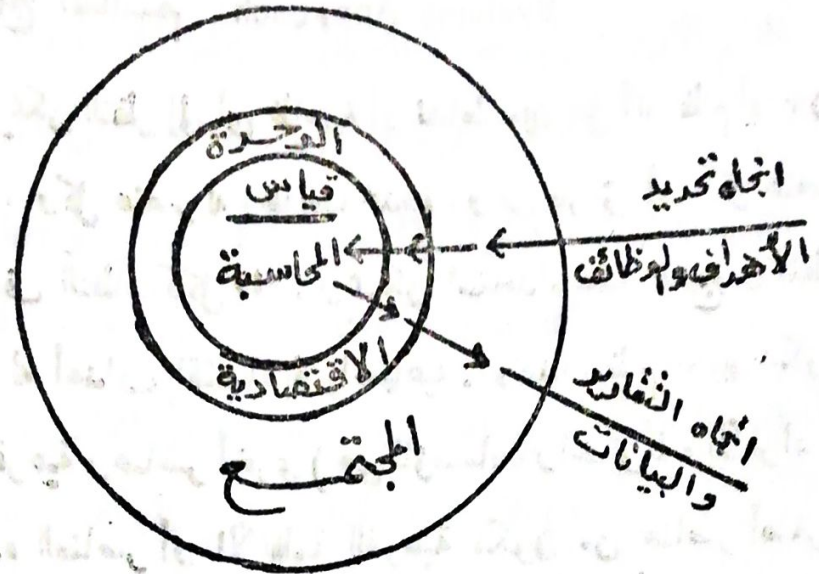 الوحدة
قياس
المحاسبة
الاقتصادية
المجتمع
اتجاه تحديد
الأهداف والوظائف
اتجاه التقارير
والبيانات